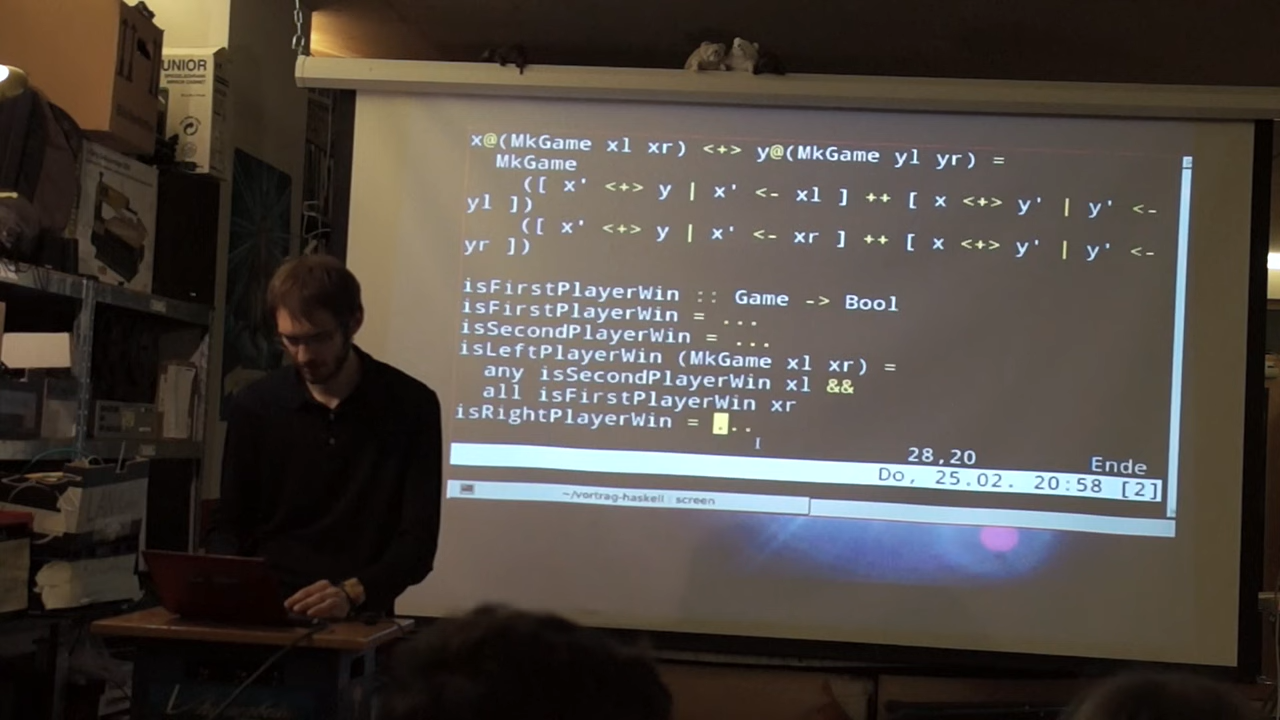 UNIOR
x@(MkGame xl xr) <+> y@(MkGame yl yr) =
MkGame
([ x' <+> y | x' <- xl ] ++ [ x <+> y' | y' <-
yl ])
([ x' <+> y | x' <- xr ] ++ [ x <+> y' | y' <-
yr ])
isFirstPlayerWin :: Game -> Bool
isFirstPlayerWin = ...
isSecondPlayerWin = ...
isLeftPlayerWin (MkGame xl xr) =
any isSecondPlayerWin xl &&
all isFirstPlayerWin xr
isRightPlayerWin = ...
28,20 Ende
Do, 25.02. 20:58 [2]
~/vortrag-haskell : screen